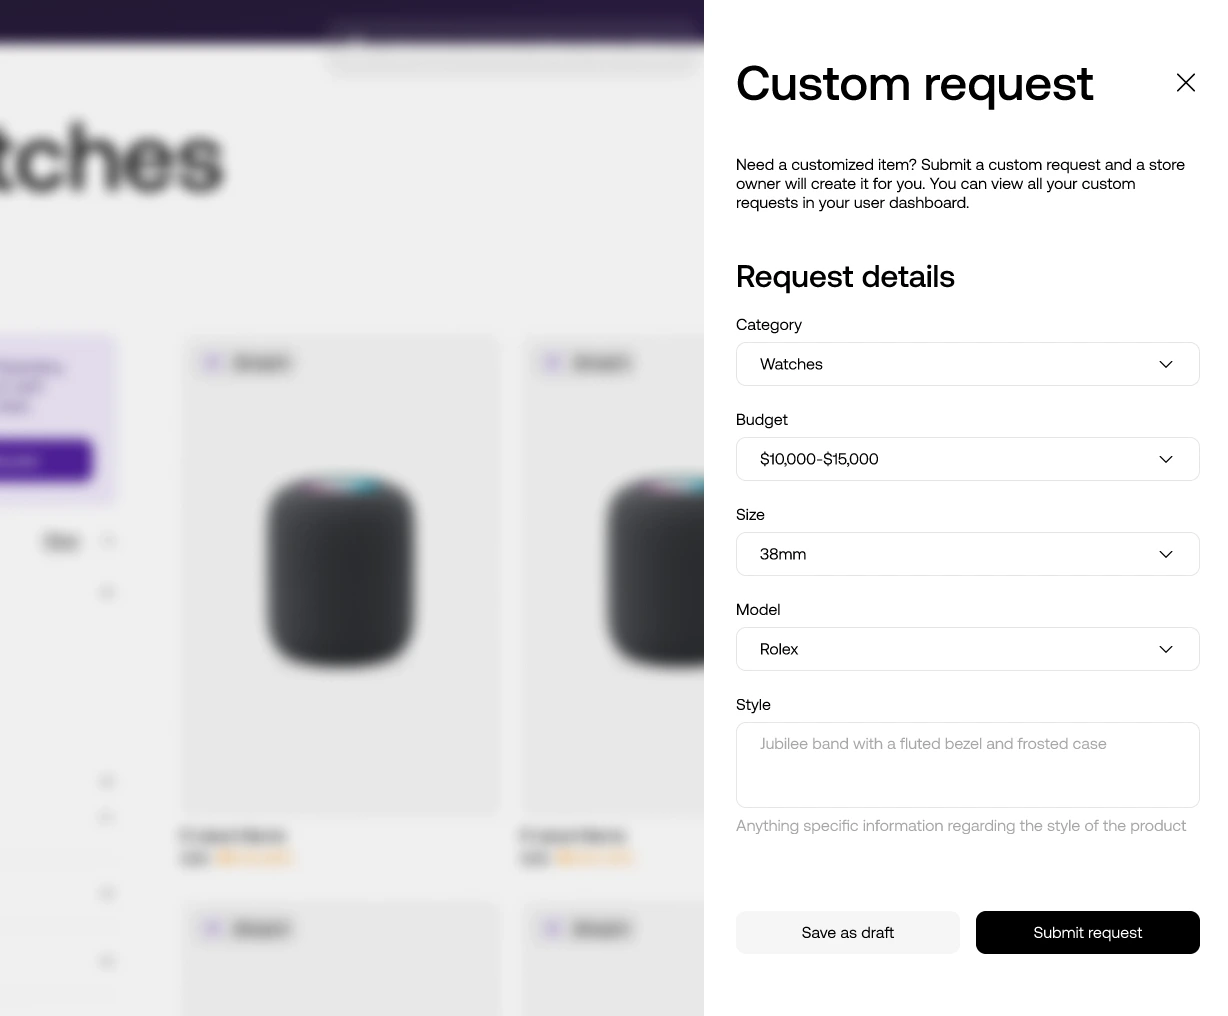 tches
Custom request
Need a customized item? Submit a custom request and a store
owner will create it for you. You can view all your custom
requests in your user dashboard.
Request details
Category
Watches
Budget
$10,000-$15,000
Size
38mm
Model
Rolex
Style
Jubilee band with a fluted bezel and frosted case
Anything specific information regarding the style of the product
Save as draft
Submit request